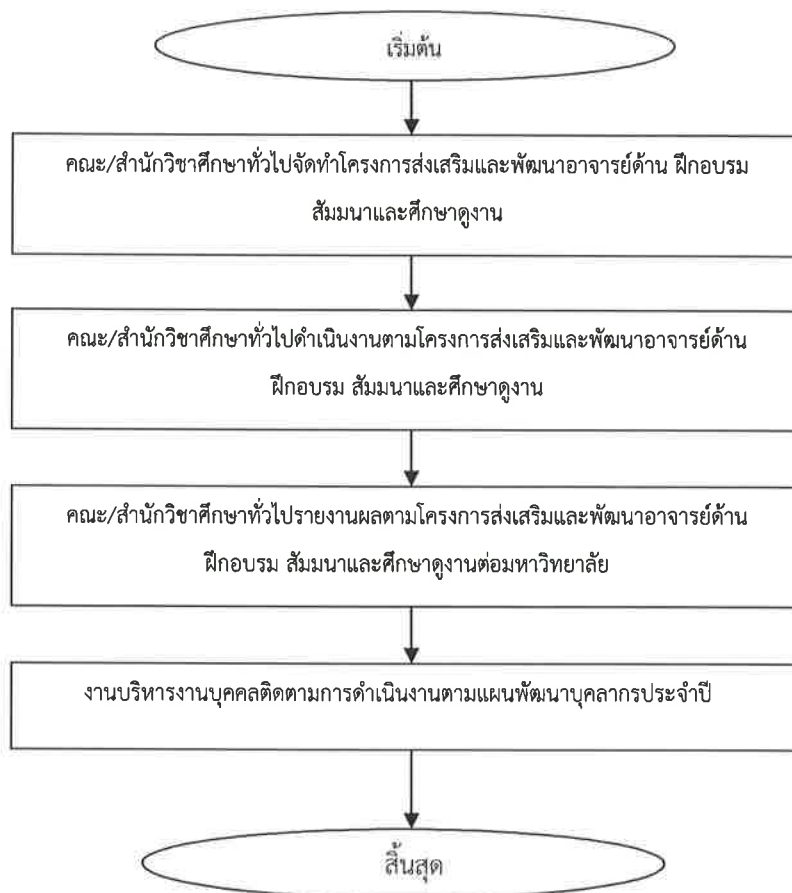 เริ่มต้น
คณะ/สำนักวิชาศึกษาทั่วไปจัดทำโครงการส่งเสริมและพัฒนาอาจารย์ด้าน ฝึกอบรม
สัมมนาและศึกษาดูงาน
คณะ/สำนักวิชาศึกษาทั่วไปดำเนินงานตามโครงการส่งเสริมและพัฒนาอาจารย์ด้าน
ฝึกอบรม สัมมนาและศึกษาดูงาน
คณะ/สำนักวิชาศึกษาทั่วไปรายงานผลตามโครงการส่งเสริมและพัฒนาอาจารย์ด้าน
ฝึกอบรม สัมมนาและศึกษาดูงานต่อมหาวิทยาลัย
งานบริหารงานบุคคลติดตามการดำเนินงานตามแผนพัฒนาบุคลากรประจำปี
สิ้นสุด